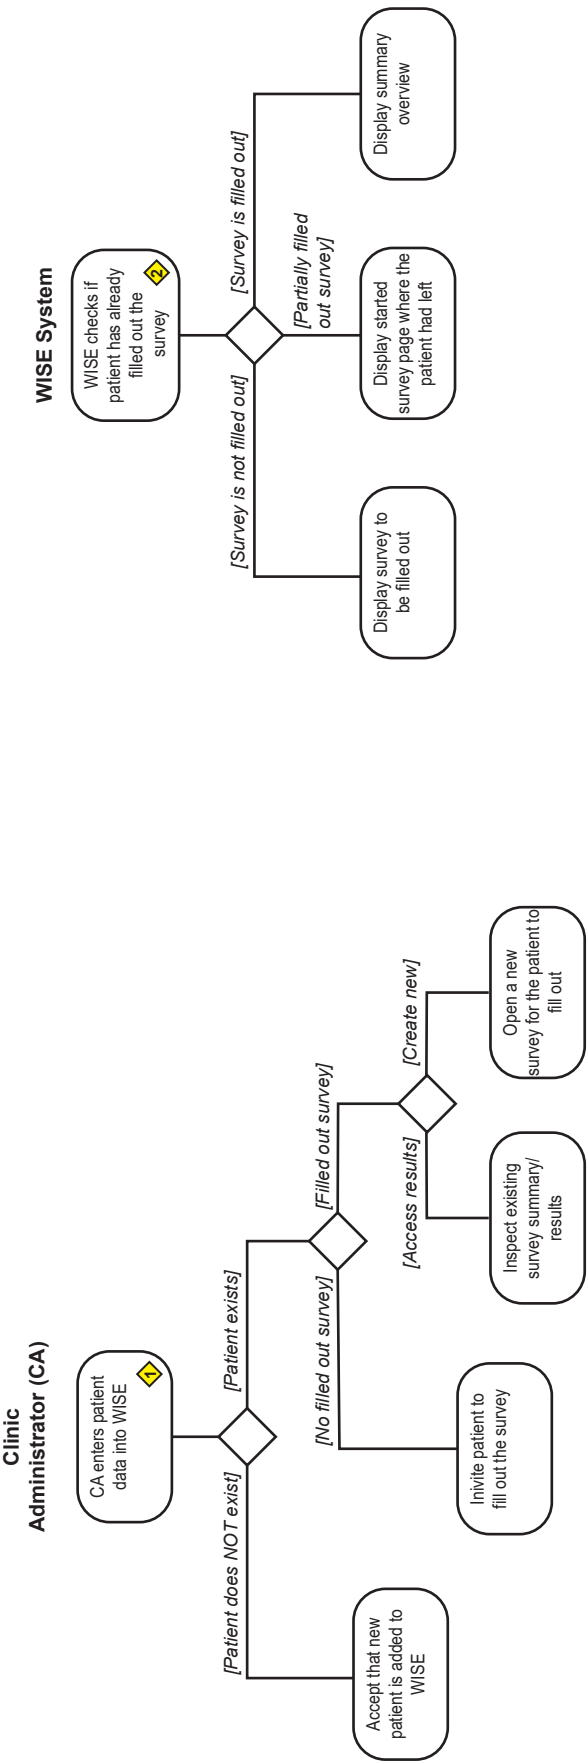 Clinic
Administrator (CA)
CA enters patient
data into WISE
1
[Patient does NOT exist]
[Patient exists]
Accept that new
patient is added to
WISE
[No filled out survey]
[Filled out survey]
Inivite patient to
fill out the survey
[Access results]
[Create new]
Inspect existing
survey summary/
results
Open a new
survey for the patient to
fill out
WISE System
WISE checks if
patient has already
filled out the
survey
2
[Survey is not filled out]
[Survey is filled out]
[Partially filled
out survey]
Display survey to
be filled out
Display started
survey page where the
patient had left
Display summary
overview